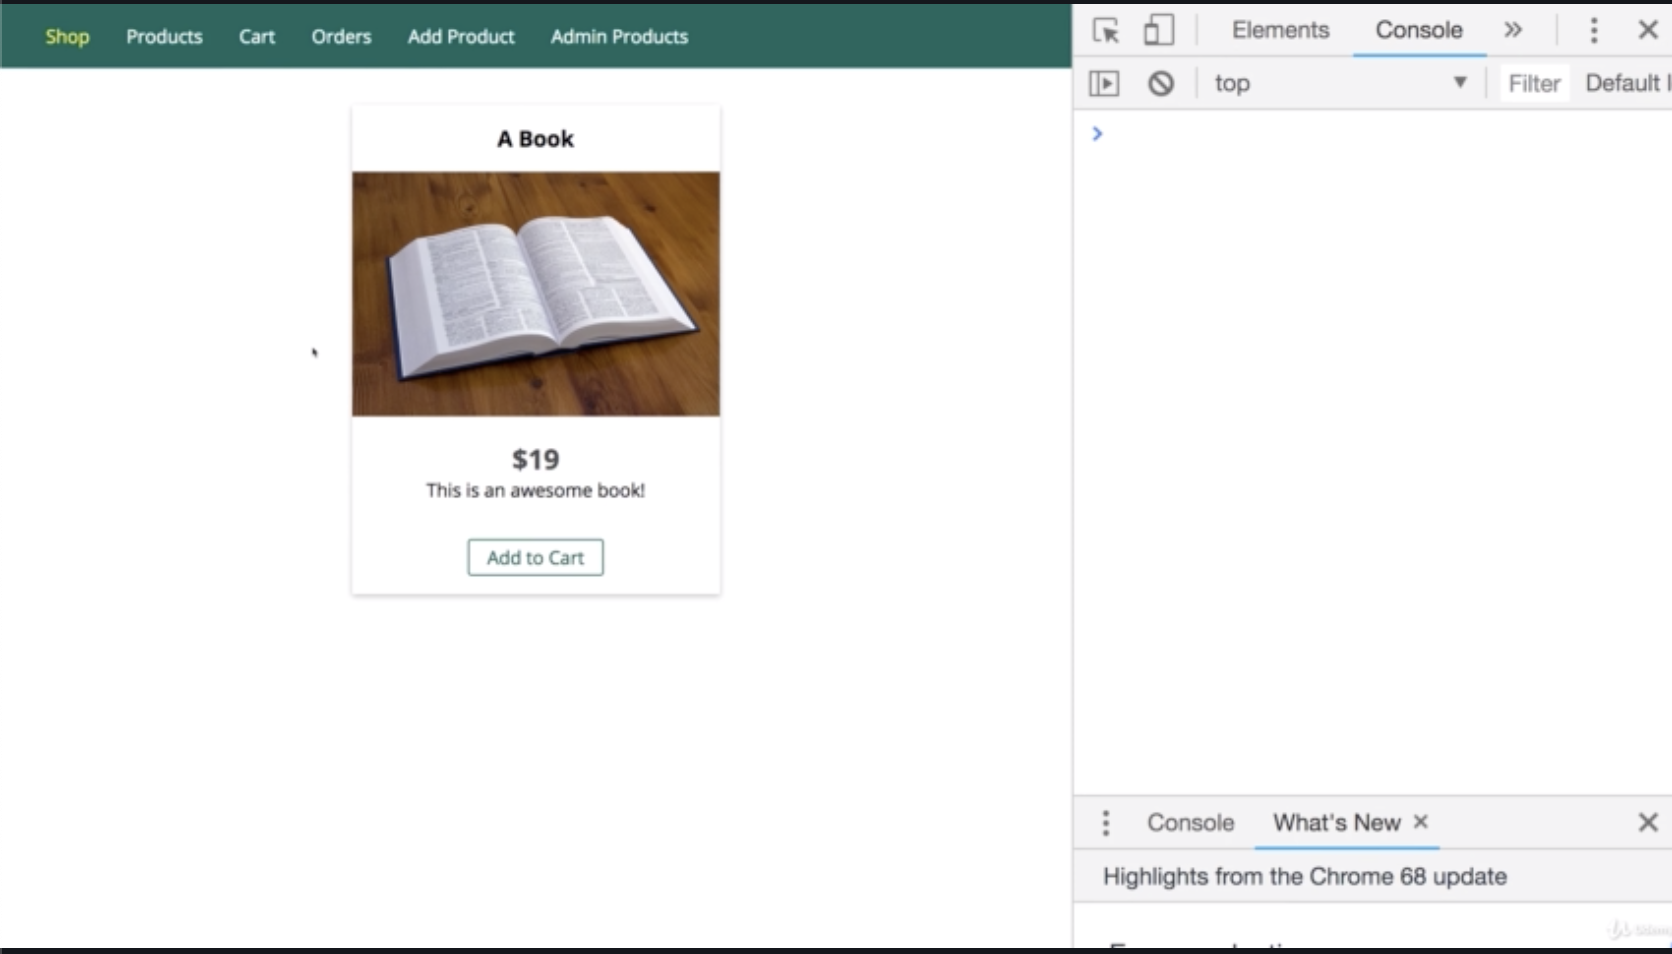 Shop Products Cart Orders Add Product Admin Products
A Book
$19
This is an awesome book!
Add to Cart
Elements Console
top Filter Default
Console What's New
Highlights from the Chrome 68 update